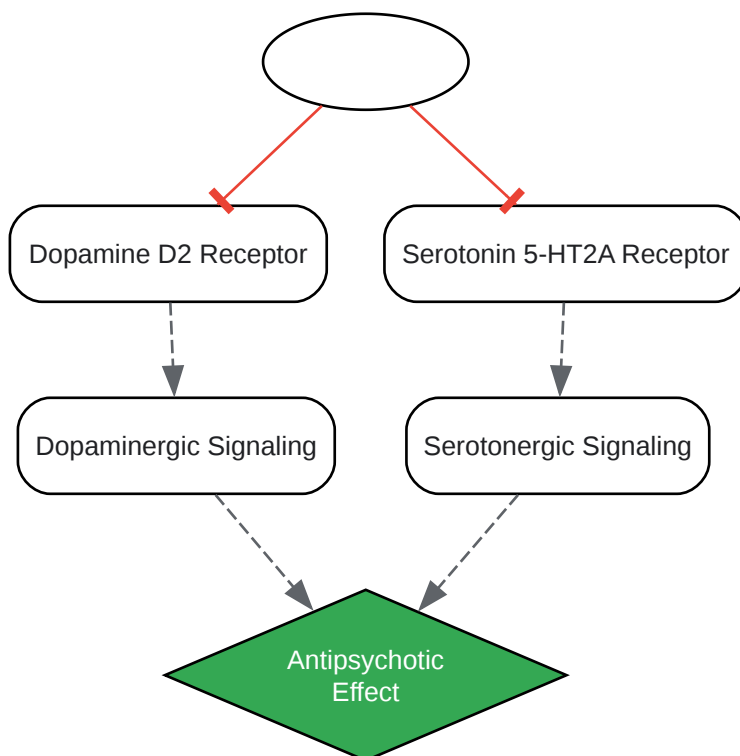 Dopamine D2 Receptor
Serotonin 5-HT2A Receptor
Dopaminergic Signaling
Serotonergic Signaling
Antipsychotic
Effect